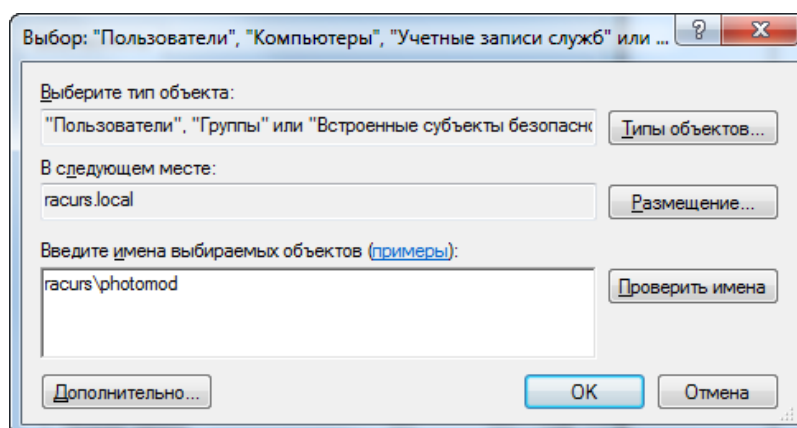 Выбор: "Пользователи", "Компьютеры", "Учетные записи служб" или ...
Выберите тип объекта:
"Пользователи", "Группы" или "Встроенные субъекты безопасно
Типы объектов...
В следующем месте:
racurs.local
Размещение...
Введите имена выбираемых объектов (примеры):
racurs\photomod
Проверить имена
Дополнительно...
OK
Отмена